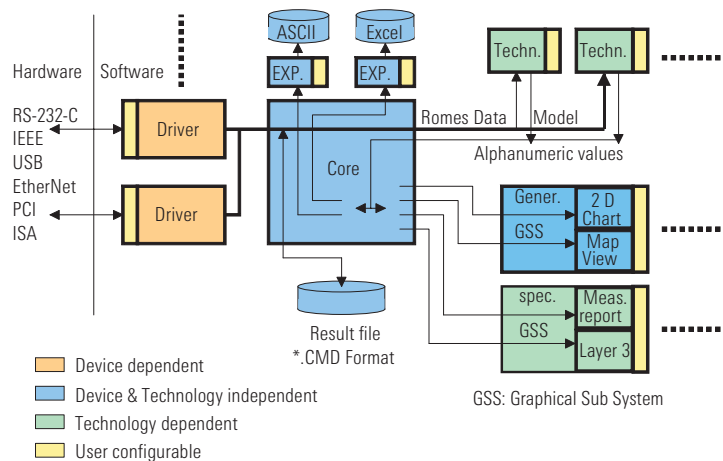 ASCII
Excel
Hardware
Software
EXP.
EXP.
Techn.
Techn.
RS-232-C
IEEE
USB
EtherNet
PCI
ISA
Driver
Driver
Core
Romes Data Model
Alphanumeric values
Gener.
GSS
2 D
Chart
Map
View
spec.
GSS
Meas.
report
Layer 3
Result file
*.CMD Format
GSS: Graphical Sub System
Device dependent
Device & Technology independent
Technology dependent
User configurable